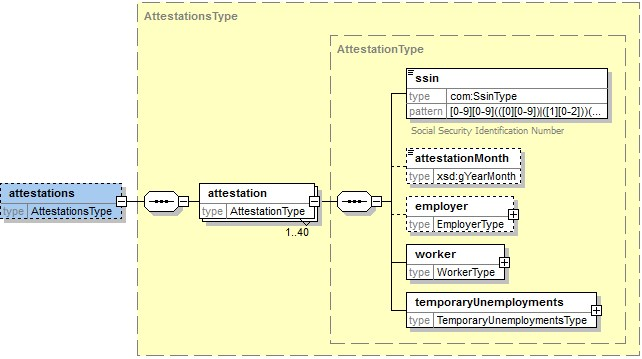 AttestationsType
AttestationType
ssin
type com:SsinType
pattern [0-9][0-9](([0][0-9])|([1][0-2]))(...
Social Security Identification Number
attestationMonth
type xsd:gYearMonth
attestations
type AttestationsType
attestation
type AttestationType
1..40
employer
type EmployerType
worker
type WorkerType
temporaryUnemployments
type TemporaryUnemploymentsType